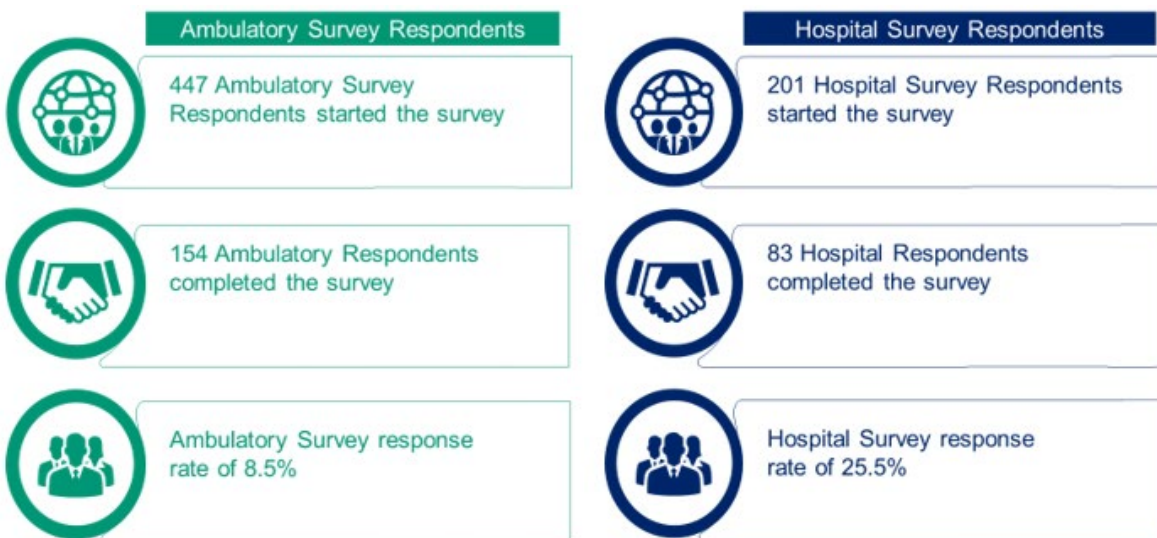 Ambulatory Survey Respondents
447 Ambulatory Survey
Respondents started the survey
154 Ambulatory Respondents
completed the survey
Ambulatory Survey response
rate of 8.5%
Hospital Survey Respondents
201 Hospital Survey Respondents
started the survey
83 Hospital Respondents
completed the survey
Hospital Survey response
rate of 25.5%